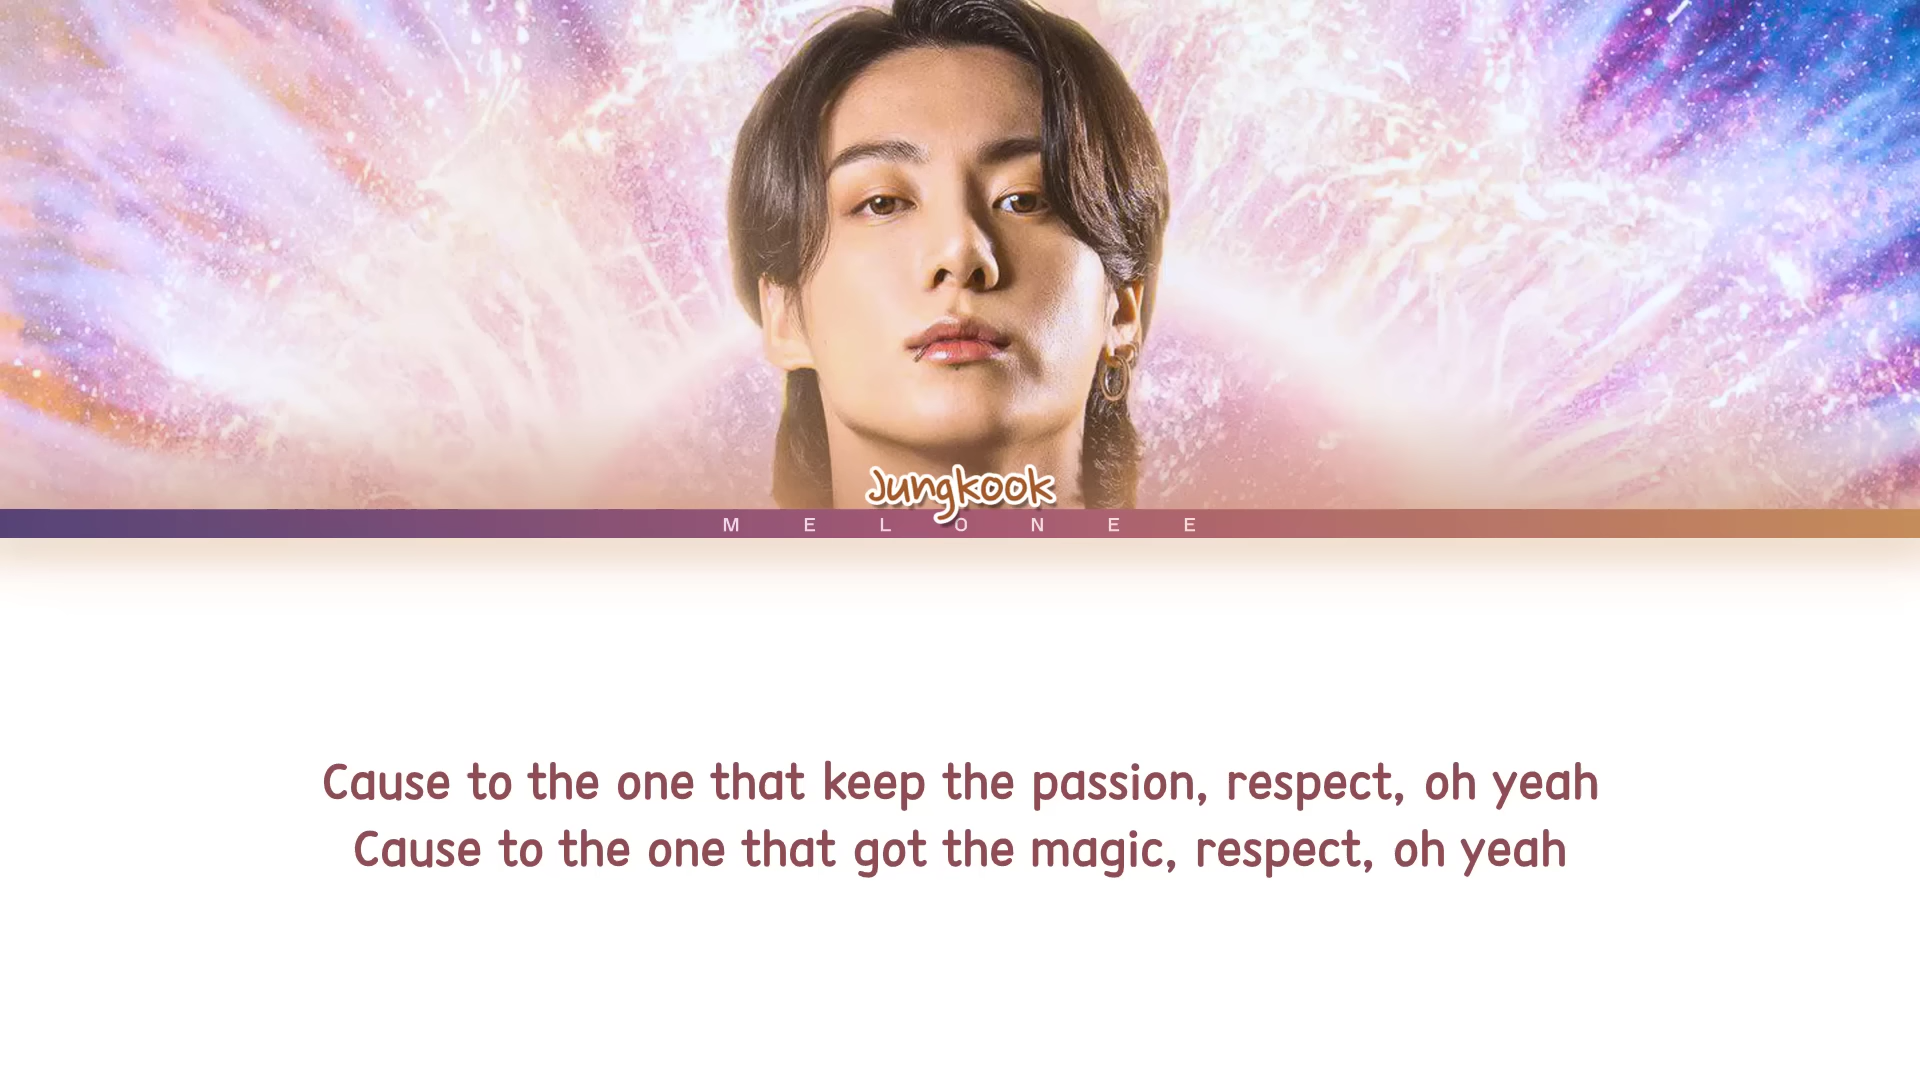 Jungkook
MELONEE
Cause to the one that keep the passion, respect, oh yeah
Cause to the one that got the magic, respect, oh yeah